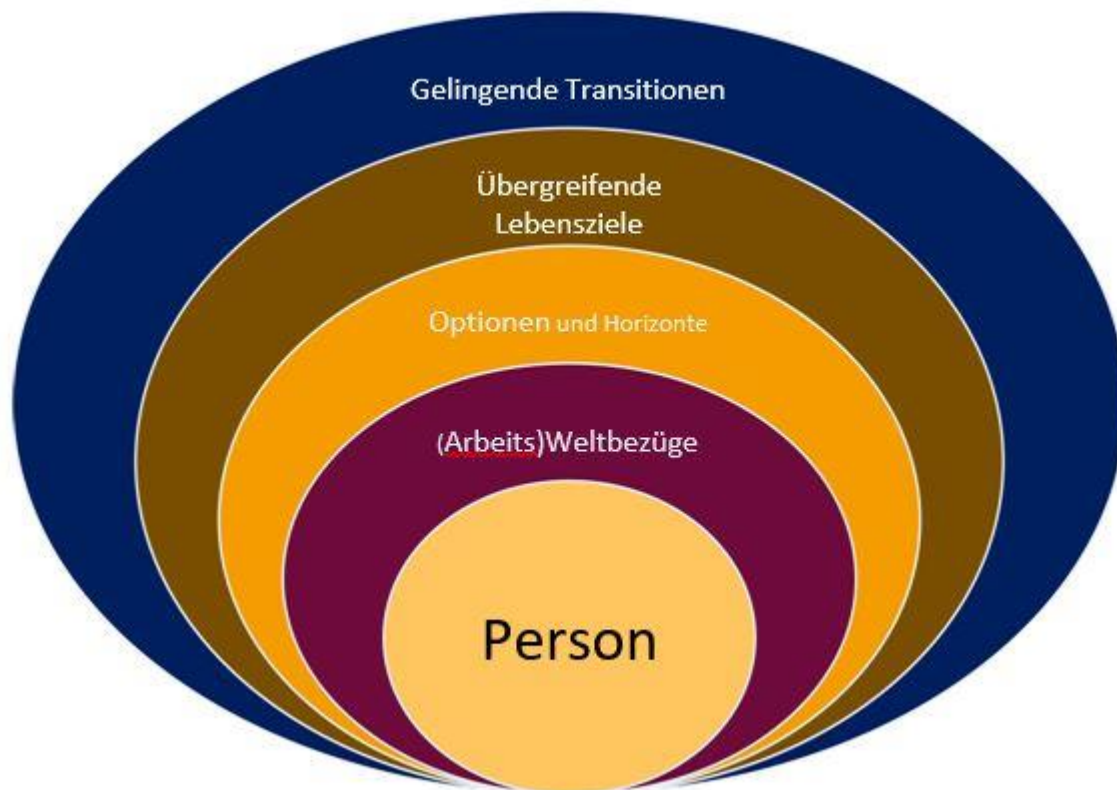 Gelingende Transitionen
Übergreifende
Lebensziele
Optionen und Horizonte
(Arbeits)Weltbezüge
Person